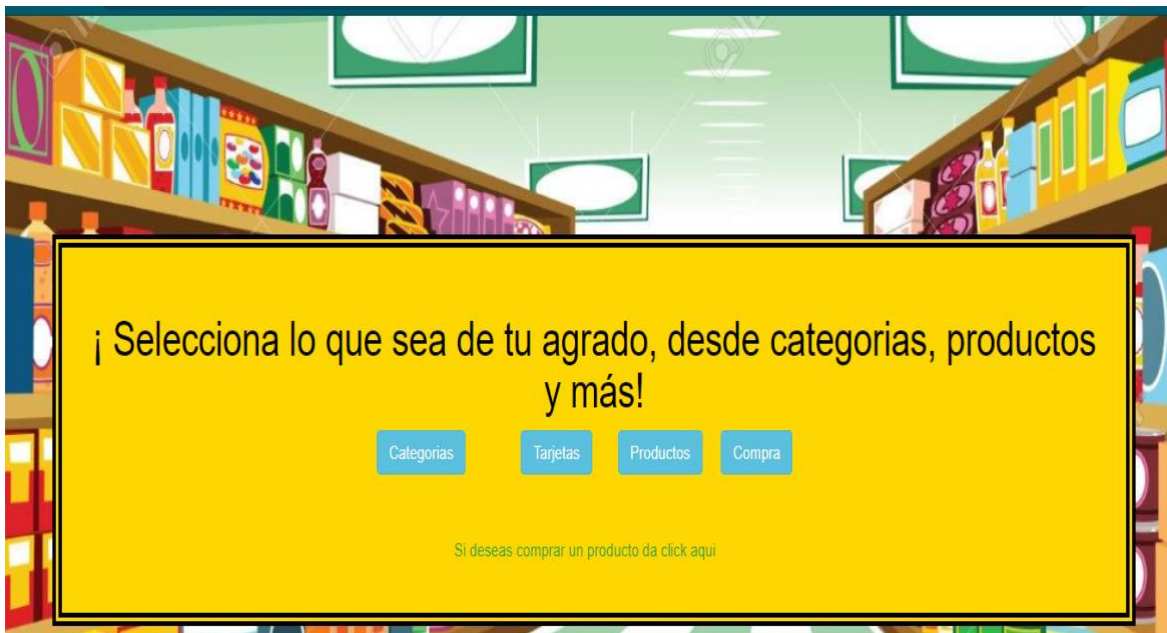 ¡ Selecciona lo que sea de tu agrado, desde categorias, productos
y más!
Categorias Tarjetas Productos Compra
Si deseas comprar un producto da click aqui